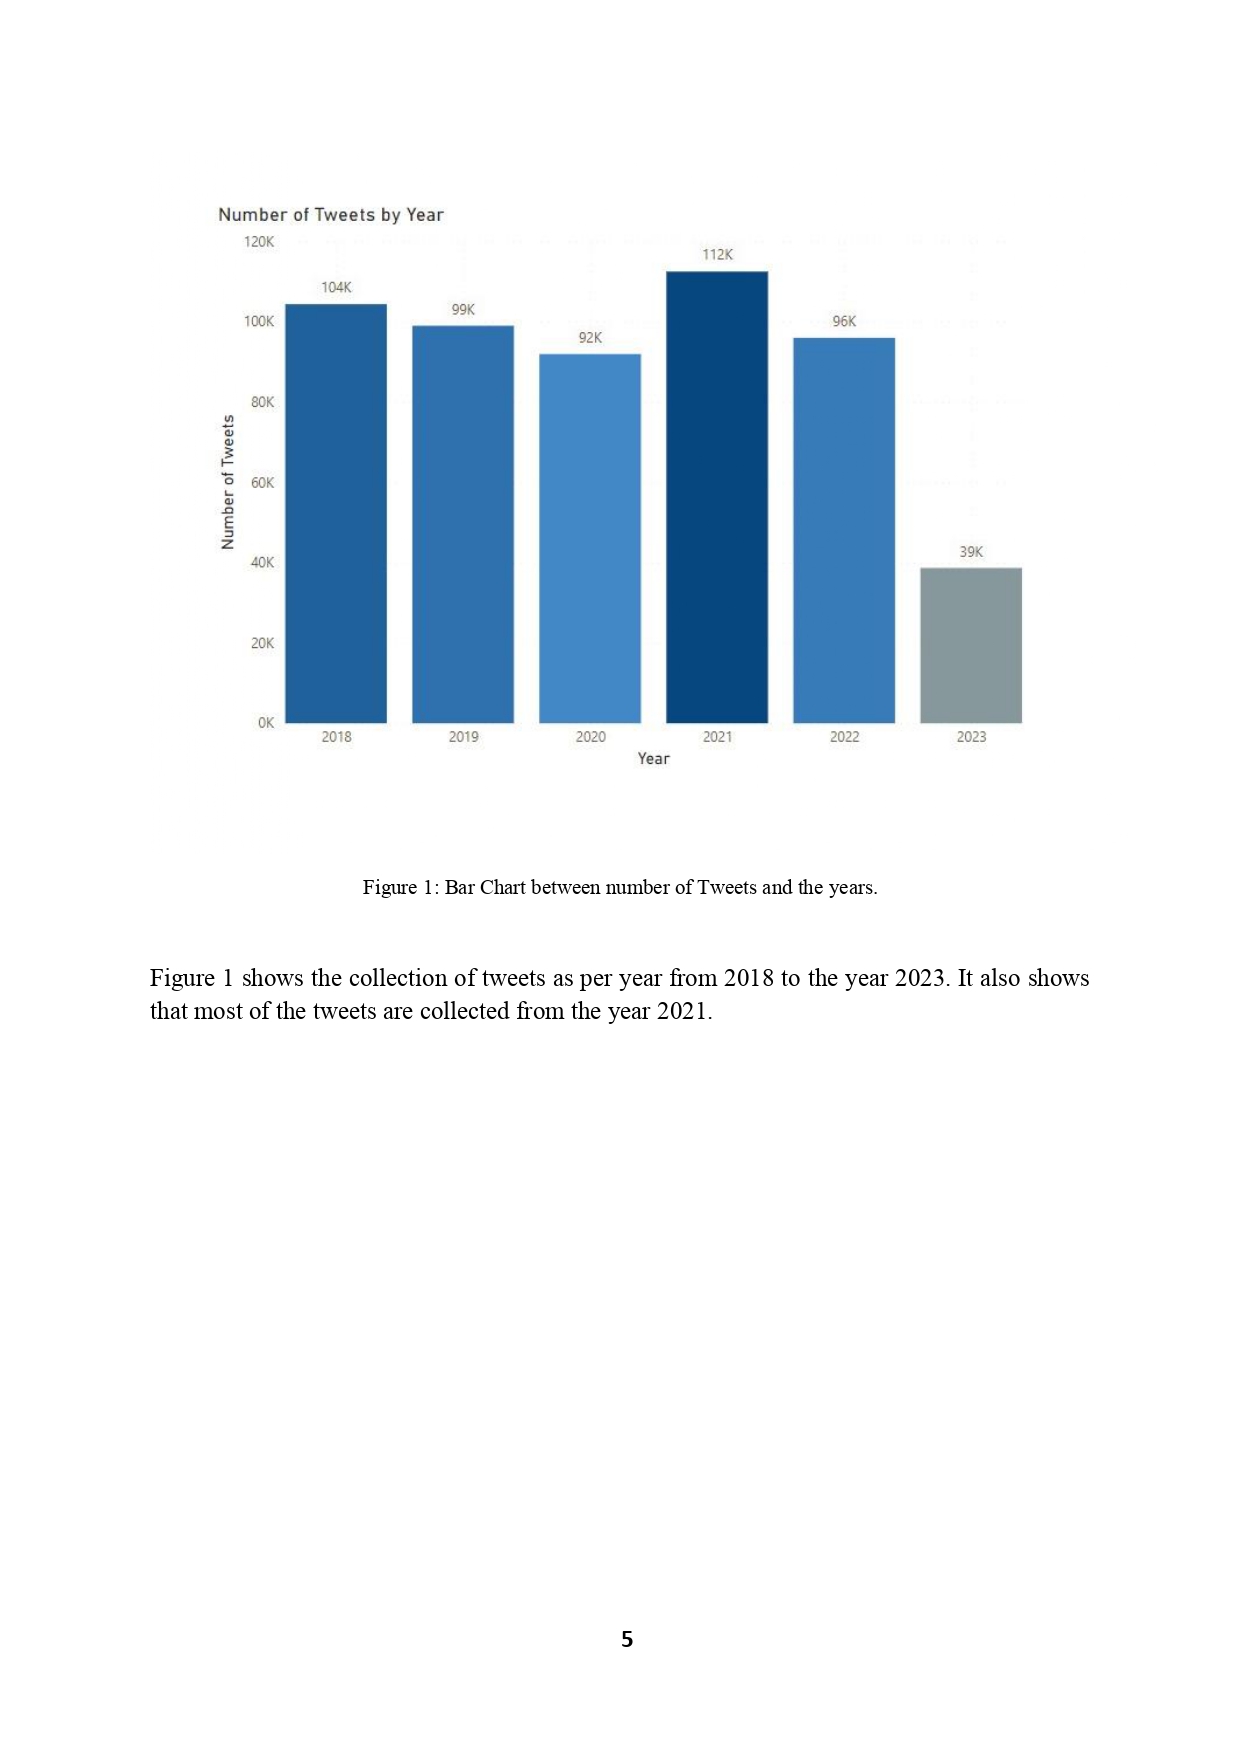 Number of Tweets by Year
120K
100K
80K
60K
40K
20K
0K
Number of Tweets
104K
99K
92K
112K
96K
39K
2018 2019 2020 2021 2022 2023
Year
Figure 1: Bar Chart between number of Tweets and the years.
Figure 1 shows the collection of tweets as per year from 2018 to the year 2023. It also shows
that most of the tweets are collected from the year 2021.
5